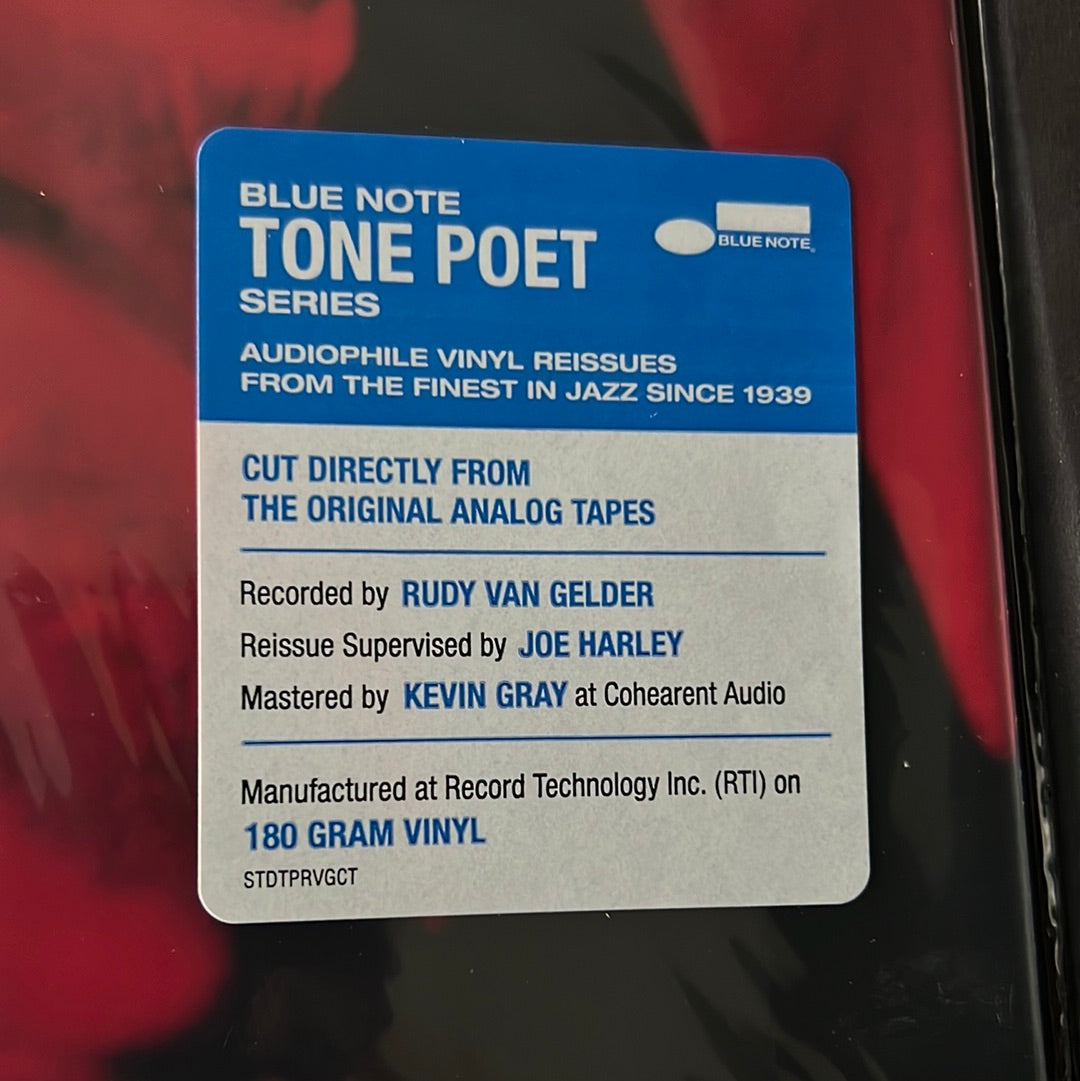 BLUE NOTE
TONE POET
SERIES
BLUE NOTE®
AUDIOPHILE VINYL REISSUES
FROM THE FINEST IN JAZZ SINCE 1939
CUT DIRECTLY FROM
THE ORIGINAL ANALOG TAPES
Recorded by RUDY VAN GELDER
Reissue Supervised by JOE HARLEY
Mastered by KEVIN GRAY at Cohearent Audio
Manufactured at Record Technology Inc. (RTI) on
180 GRAM VINYL
STDTPRVGCT